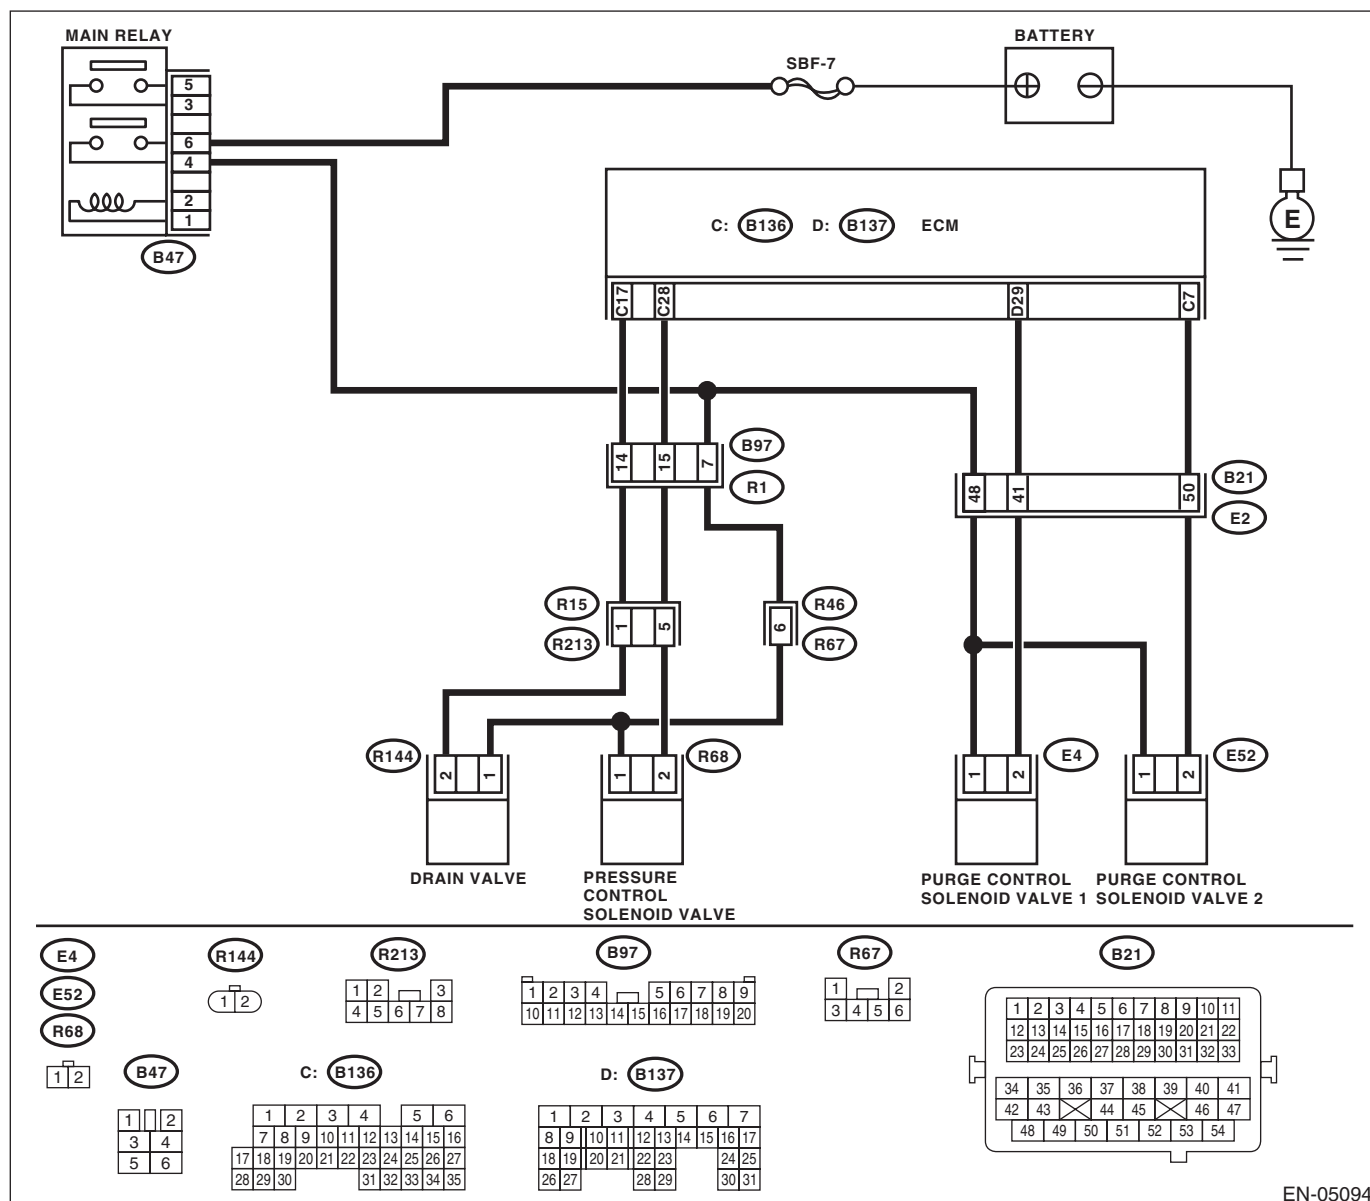 MAIN RELAY
BATTERY
SBF-7
5
3
6
4
2
1
B47
E
C: B136 D: B137 ECM
C17 C28 D29 C7
14 15 7
B97
R1
48 41 50
B21
E2
R15
R213
1 5
6
R46
R67
R144
2 1
1 2
R68
1 2
E4
1 2
E52
DRAIN VALVE
PRESSURE
CONTROL
SOLENOID VALVE
PURGE CONTROL
SOLENOID VALVE 1
PURGE CONTROL
SOLENOID VALVE 2
E4
E52
R68
1 2
R144
1 2
R213
1 2 3
4 5 6 7 8
B97
1 2 3 4 5 6 7 8 9
10 11 12 13 14 15 16 17 18 19 20
R67
1 2
3 4 5 6
B21
1 2 3 4 5 6 7 8 9 10 11
12 13 14 15 16 17 18 19 20 21 22
23 24 25 26 27 28 29 30 31 32 33
34 35 36 37 38 39 40 41
42 43 44 45 46 47
48 49 50 51 52 53 54
B47
1 2
3 4
5 6
C: B136
1 2 3 4 5 6
7 8 9 10 11 12 13 14 15 16
17 18 19 20 21 22 23 24 25 26 27
28 29 30 31 32 33 34 35
D: B137
1 2 3 4 5 6 7
8 9 10 11 12 13 14 15 16 17
18 19 20 21 22 23 24 25
26 27 28 29 30 31
EN-05094